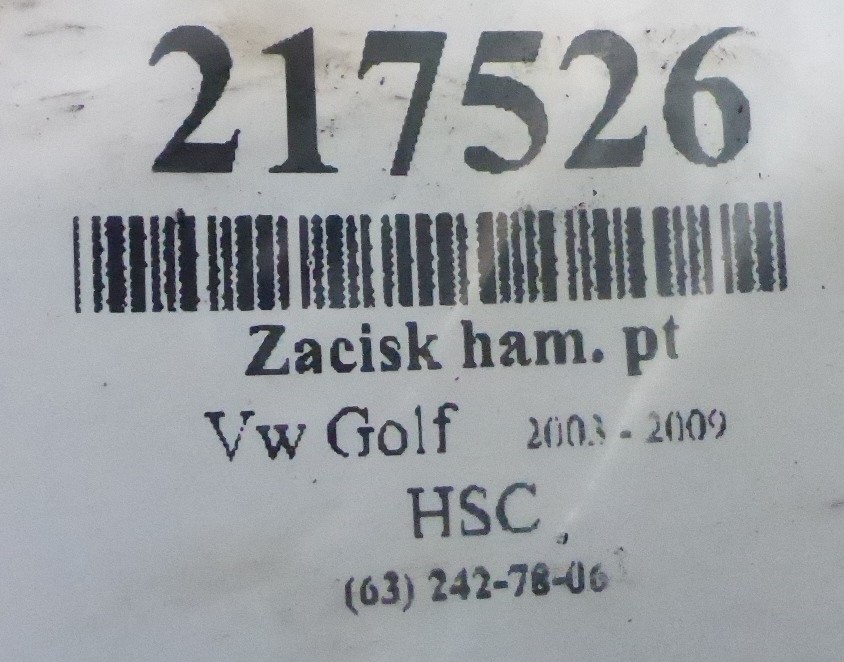 217526
Zacisk ham. pt
Vw Golf 2003 - 2009
HSC
(63) 242-78-06